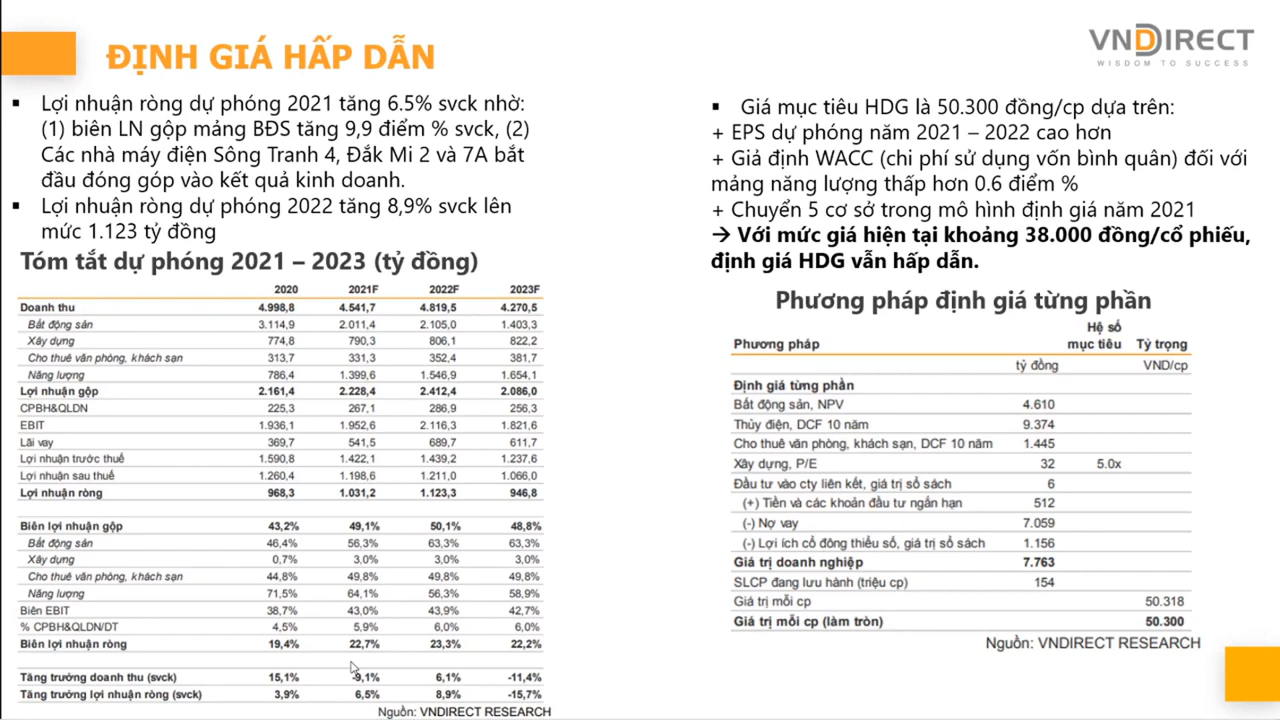 ĐỊNH GIÁ HẤP DẪN
VNDIRECT
WISDOM TO SUCCESS
▪ Lợi nhuận ròng dự phóng 2021 tăng 6.5% svck nhờ:
(1) biên LN gộp mảng BĐS tăng 9,9 điểm % svck, (2)
Các nhà máy điện Sông Tranh 4, Đắk Mi 2 và 7A bắt
đầu đóng góp vào kết quả kinh doanh.
▪ Lợi nhuận ròng dự phóng 2022 tăng 8,9% svck lên
mức 1.123 tỷ đồng
Tóm tắt dự phóng 2021 – 2023 (tỷ đồng)
2020 2021F 2022F 2023F
Doanh thu 4.998,8 4.541,7 4.819,5 4.270,5
Bất động sản 3.114,9 2.011,4 2.105,0 1.403,3
Xây dựng 774,8 790,3 806,1 822,2
Cho thuê văn phòng, khách sạn 313,7 331,3 352,4 381,7
Năng lượng 786,4 1.399,6 1.546,9 1.654,1
Lợi nhuận gộp 2.161,4 2.228,4 2.412,4 2.086,0
CPBH&QLDN 225,3 267,1 286,9 256,3
EBIT 1.936,1 1.952,6 2.116,3 1.821,6
Lãi vay 369,7 541,5 689,7 611,7
Lợi nhuận trước thuế 1.590,8 1.422,1 1.439,2 1.237,6
Lợi nhuận sau thuế 1.260,4 1.198,6 1.211,0 1.066,0
Lợi nhuận ròng 968,3 1.031,2 1.123,3 946,8
Biên lợi nhuận gộp 43,2% 49,1% 50,1% 48,8%
Bất động sản 46,4% 56,3% 63,3% 63,3%
Xây dựng 0,7% 3,0% 3,0% 3,0%
Cho thuê văn phòng, khách sạn 44,8% 49,8% 49,8% 49,8%
Năng lượng 71,5% 64,1% 56,3% 58,9%
Biên EBIT 38,7% 43,0% 43,9% 42,7%
% CPBH&QLDN/DT 4,5% 5,9% 6,0% 6,0%
Biên lợi nhuận ròng 19,4% 22,7% 23,3% 22,2%
Tăng trưởng doanh thu (svck) 15,1% -9,1% 6,1% -11,4%
Tăng trưởng lợi nhuận ròng (svck) 3,9% 6,5% 8,9% -15,7%
Nguồn: VNDIRECT RESEARCH
▪ Giá mục tiêu HDG là 50.300 đồng/cp dựa trên:
+ EPS dự phóng năm 2021 – 2022 cao hơn
+ Giả định WACC (chi phí sử dụng vốn bình quân) đối với
mảng năng lượng thấp hơn 0.6 điểm %
+ Chuyển 5 cơ sở trong mô hình định giá năm 2021
→ Với mức giá hiện tại khoảng 38.000 đồng/cổ phiếu,
định giá HDG vẫn hấp dẫn.
Phương pháp định giá từng phần
Hệ số
Phương pháp mục tiêu Tỷ trọng
tỷ đồng VND/cp
Định giá từng phần
Bất động sản, NPV 4.610
Thủy điện, DCF 10 năm 9.374
Cho thuê văn phòng, khách sạn, DCF 10 năm 1.445
Xây dựng, P/E 32 5.0x
Đầu tư vào cty liên kết, giá trị sổ sách 6
(+) Tiền và các khoản đầu tư ngắn hạn 512
(-) Nợ vay 7.059
(-) Lợi ích cổ đông thiểu số, giá trị sổ sách 1.156
Giá trị doanh nghiệp 7.763
SLCP đang lưu hành (triệu cp) 154
Giá trị mỗi cp 50.318
Giá trị mỗi cp (làm tròn) 50.300
Nguồn: VNDIRECT RESEARCH